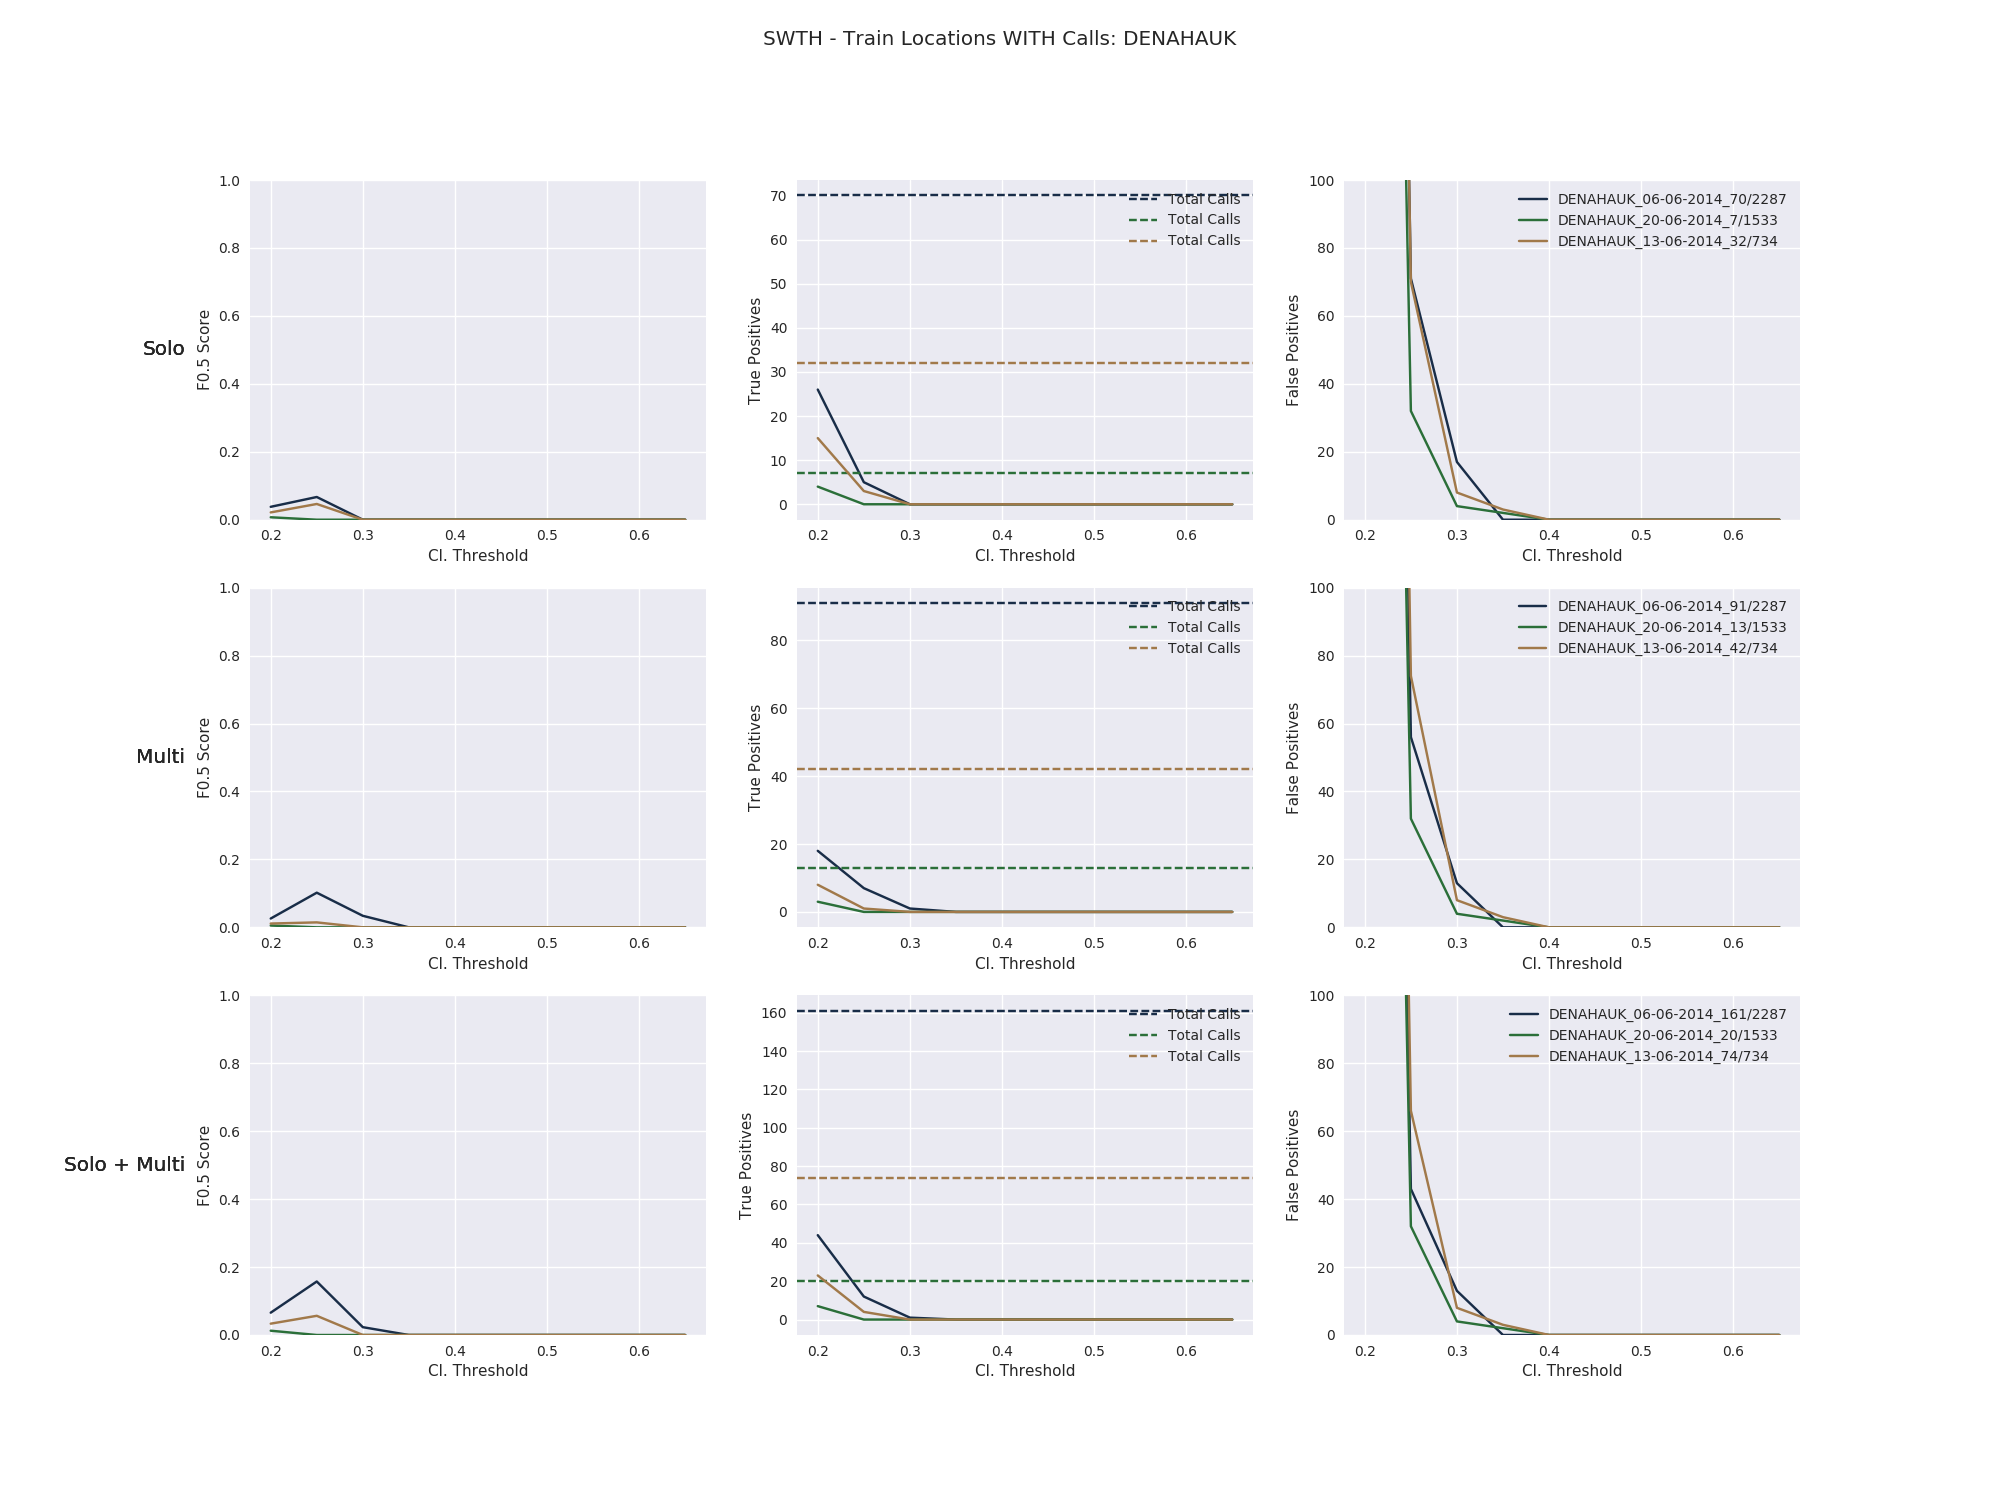 SWTH - Train Locations WITH Calls: DENAHAUK
Solo
F0.5 Score
1.0
0.8
0.6
0.4
0.2
0.0
0.2 0.3 0.4 0.5 0.6
Cl. Threshold
True Positives
70
60
50
40
30
20
10
0
Total Calls
Total Calls
Total Calls
0.2 0.3 0.4 0.5 0.6
Cl. Threshold
False Positives
100
80
60
40
20
0
DENAHAUK_06-06-2014_70/2287
DENAHAUK_20-06-2014_7/1533
DENAHAUK_13-06-2014_32/734
0.2 0.3 0.4 0.5 0.6
Cl. Threshold
Multi
F0.5 Score
1.0
0.8
0.6
0.4
0.2
0.0
0.2 0.3 0.4 0.5 0.6
Cl. Threshold
True Positives
80
60
40
20
0
Total Calls
Total Calls
Total Calls
0.2 0.3 0.4 0.5 0.6
Cl. Threshold
False Positives
100
80
60
40
20
0
DENAHAUK_06-06-2014_91/2287
DENAHAUK_20-06-2014_13/1533
DENAHAUK_13-06-2014_42/734
0.2 0.3 0.4 0.5 0.6
Cl. Threshold
Solo + Multi
F0.5 Score
1.0
0.8
0.6
0.4
0.2
0.0
0.2 0.3 0.4 0.5 0.6
Cl. Threshold
True Positives
160
140
120
100
80
60
40
20
0
Total Calls
Total Calls
Total Calls
0.2 0.3 0.4 0.5 0.6
Cl. Threshold
False Positives
100
80
60
40
20
0
DENAHAUK_06-06-2014_161/2287
DENAHAUK_20-06-2014_20/1533
DENAHAUK_13-06-2014_74/734
0.2 0.3 0.4 0.5 0.6
Cl. Threshold